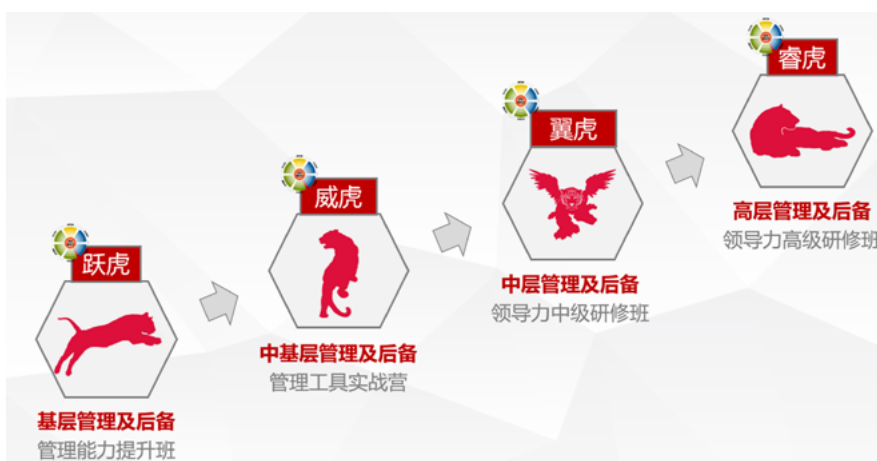 跃虎
基层管理及后备
管理能力提升班
威虎
中基层管理及后备
管理工具实战营
翼虎
中层管理及后备
领导力中级研修班
睿虎
高层管理及后备
领导力高级研修班